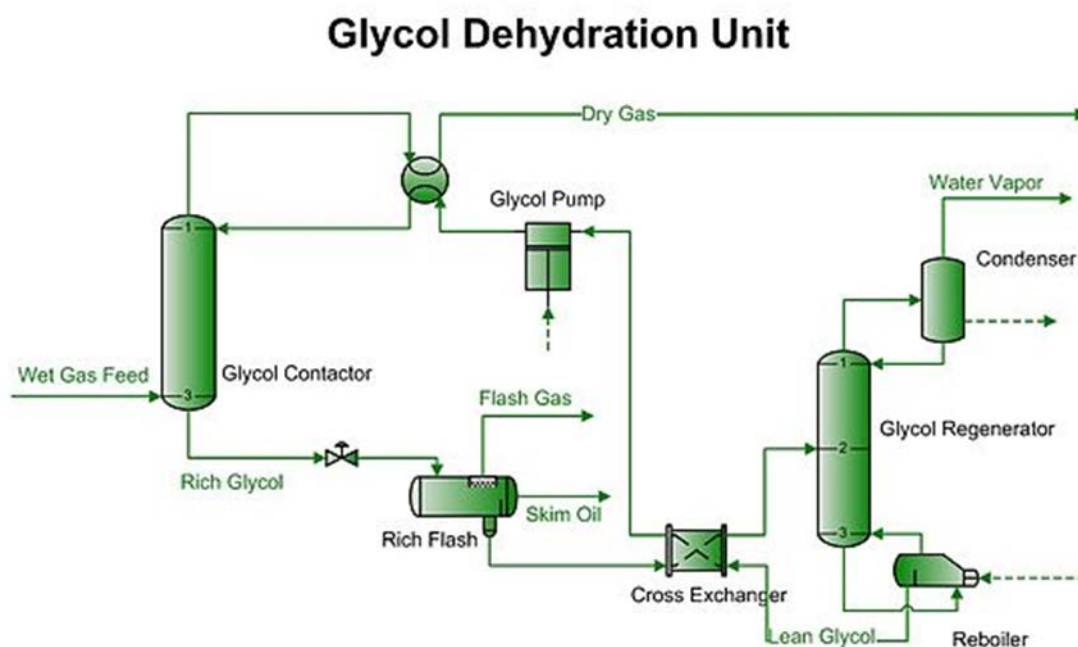 Glycol Dehydration Unit
Dry Gas
Water Vapor
Glycol Pump
1
Condenser
Wet Gas Feed
Glycol Contactor
1
3
Flash Gas
Glycol Regenerator
2
Rich Glycol
Skim Oil
Rich Flash
3
Cross Exchanger
Lean Glycol
Reboiler